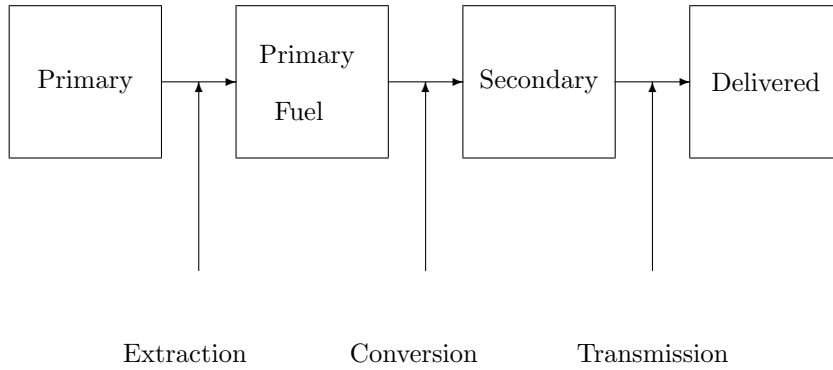 Primary
Primary
Fuel
Secondary
Delivered
Extraction
Conversion
Transmission